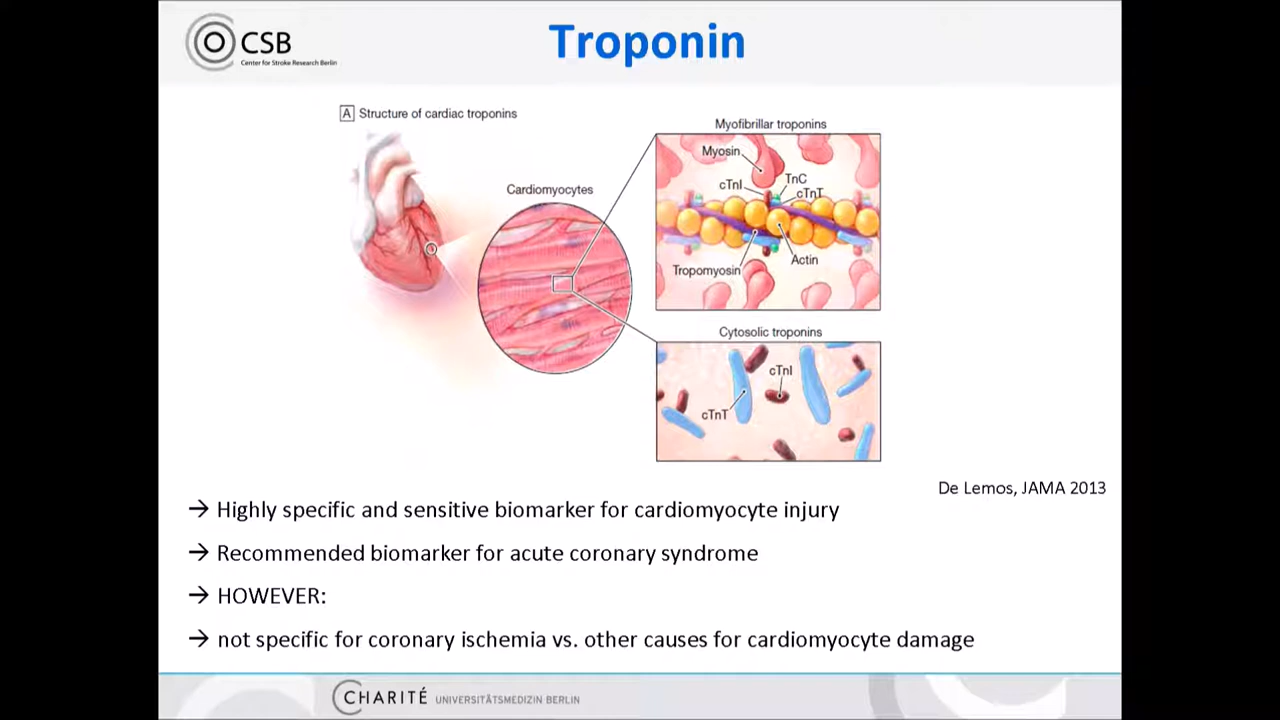 CSB
Center for Stroke Research Berlin
Troponin
A Structure of cardiac troponins
Myofibrillar troponins
Myosin
cTnI
TnC
cTnT
Cardiomyocytes
Tropomyosin
Actin
Cytosolic troponins
cTnI
cTnT
De Lemos, JAMA 2013
→ Highly specific and sensitive biomarker for cardiomyocyte injury
→ Recommended biomarker for acute coronary syndrome
→ HOWEVER:
→ not specific for coronary ischemia vs. other causes for cardiomyocyte damage
CHARITÉ UNIVERSITÄTSMEDIZIN BERLIN